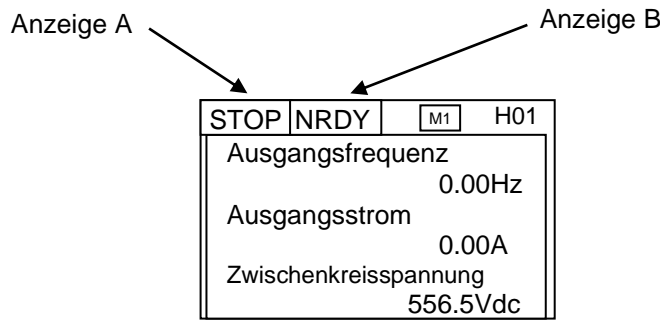 Anzeige A
Anzeige B
STOP NRDY M1 H01
Ausgangsfrequenz
0.00Hz
Ausgangsstrom
0.00A
Zwischenkreisspannung
556.5Vdc